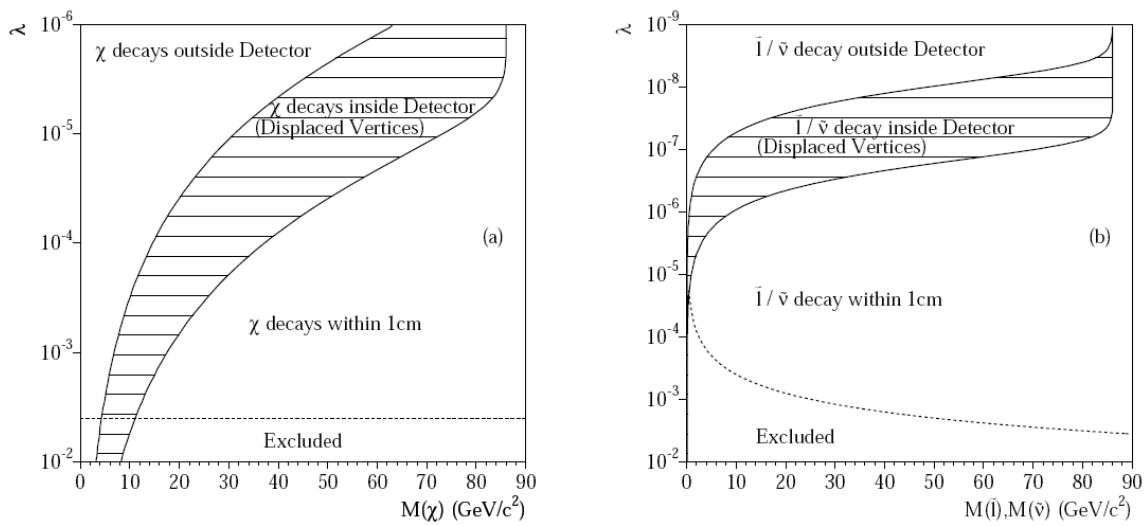 λ
10⁻⁶
10⁻⁵
10⁻⁴
10⁻³
10⁻²
χ decays outside Detector
χ decays inside Detector
(Displaced Vertices)
(a)
χ decays within 1cm
Excluded
0 10 20 30 40 50 60 70 80 90
M(χ) (GeV/c²)
λ
10⁻⁹
10⁻⁸
10⁻⁷
10⁻⁶
10⁻⁵
10⁻⁴
10⁻³
10⁻²
l̃ / ν̃ decay outside Detector
l̃ / ν̃ decay inside Detector
(Displaced Vertices)
(b)
l̃ / ν̃ decay within 1cm
Excluded
0 10 20 30 40 50 60 70 80 90
M(l̃),M(ν̃) (GeV/c²)